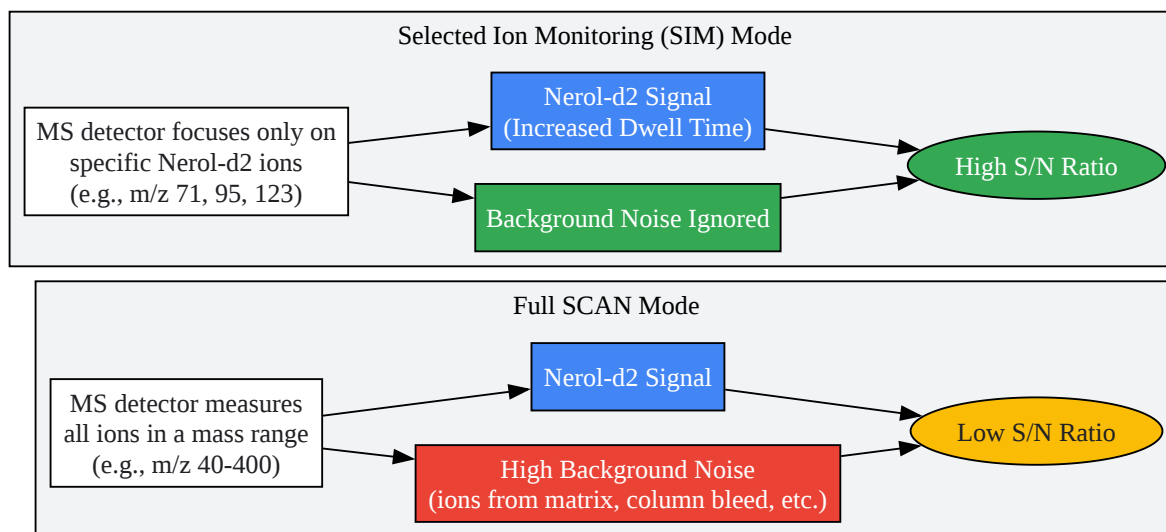 Selected Ion Monitoring (SIM) Mode
MS detector focuses only on
specific Nerol-d2 ions
(e.g., m/z 71, 95, 123)
Nerol-d2 Signal
(Increased Dwell Time)
Background Noise Ignored
High S/N Ratio
Full SCAN Mode
MS detector measures
all ions in a mass range
(e.g., m/z 40-400)
Nerol-d2 Signal
High Background Noise
(ions from matrix, column bleed, etc.)
Low S/N Ratio